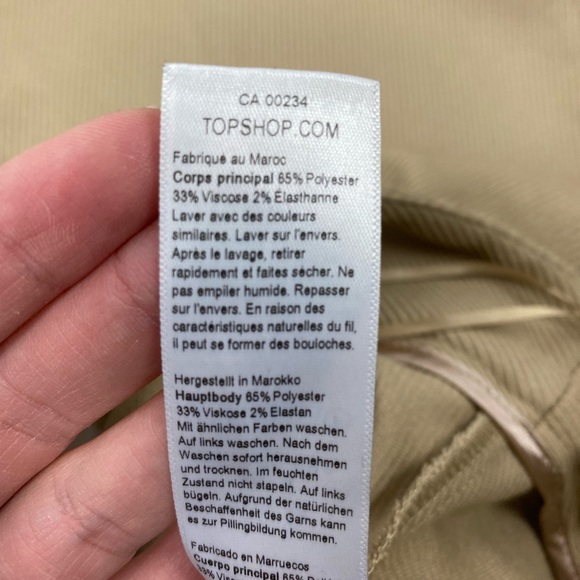 CA 00234
TOPSHOP.COM
Fabriqué au Maroc
Corps principal 65% Polyester
33% Viscose 2% Élasthanne
Laver avec des couleurs
similaires. Laver sur l'envers.
Après le lavage, retirer
rapidement et faites sécher. Ne
pas empiler humide. Repasser
sur l'envers. En raison des
caractéristiques naturelles du fil,
il peut se former des bouloches.
Hergestellt in Marokko
Hauptbody 65% Polyester
33% Viskose 2% Elastan
Mit ähnlichen Farben waschen.
Auf links waschen. Nach dem
Waschen sofort herausnehmen
und trocknen. Im feuchten
Zustand nicht stapeln. Auf links
bügeln. Aufgrund der natürlichen
Beschaffenheit des Garns kann
es zur Pillingbildung kommen.
Fabricado en Marruecos
Cuerpo principal 65%
33%